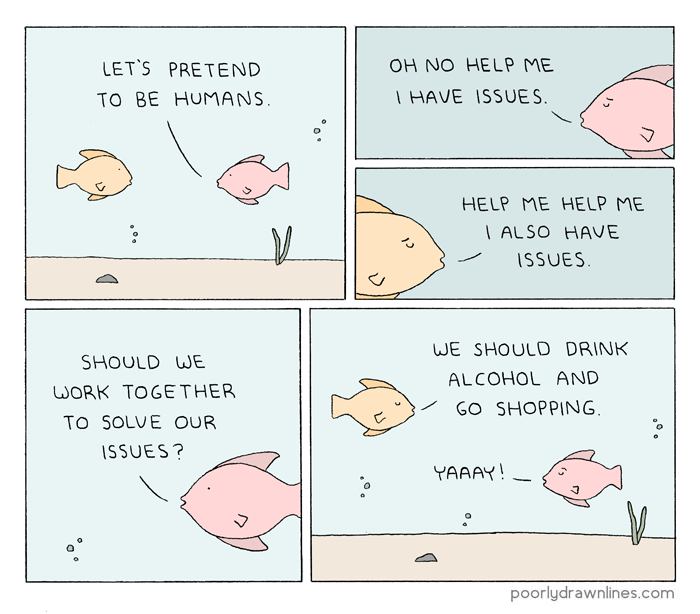 LET'S PRETEND
TO BE HUMANS.
OH NO HELP ME
I HAVE ISSUES.
HELP ME HELP ME
I ALSO HAVE
ISSUES.
SHOULD WE
WORK TOGETHER
TO SOLVE OUR
ISSUES?
WE SHOULD DRINK
ALCOHOL AND
GO SHOPPING.
YAAAY!
poorlydrawnlines.com